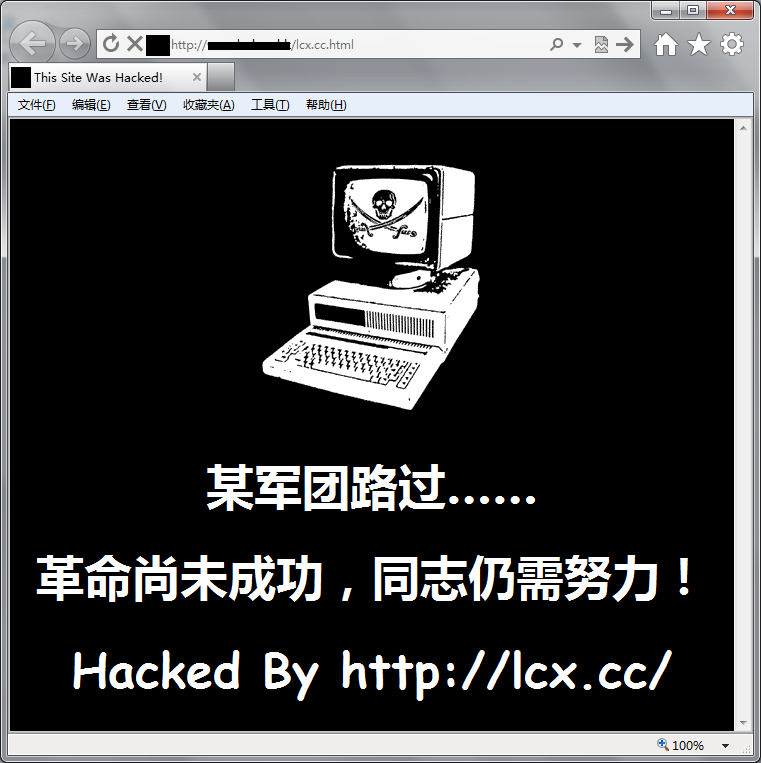 http://
/lcx.cc.html
This Site Was Hacked!
文件(F) 编辑(E) 查看(V) 收藏夹(A) 工具(T) 帮助(H)
某军团路过......
革命尚未成功，同志仍需努力！
Hacked By http://lcx.cc/
100%